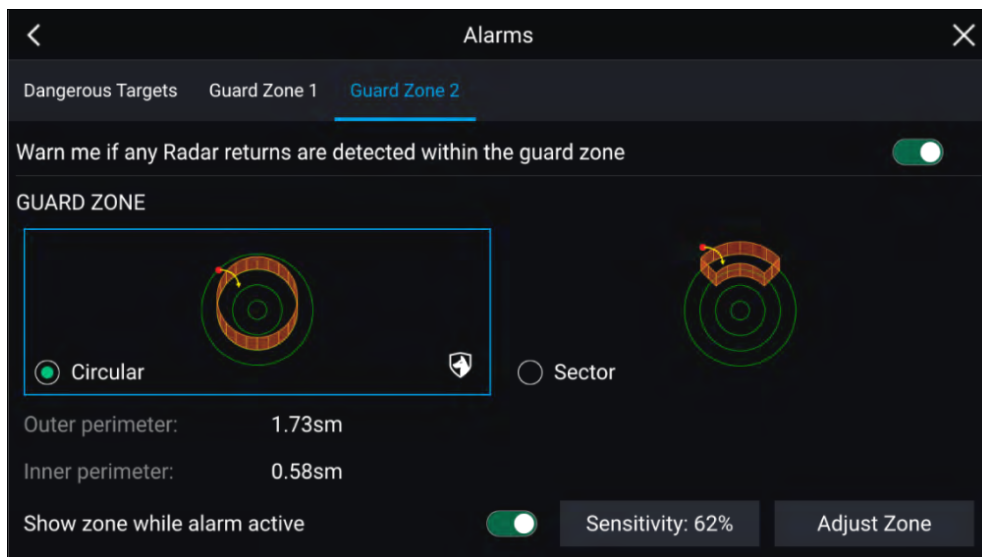 Alarms
Dangerous Targets Guard Zone 1 Guard Zone 2
Warn me if any Radar returns are detected within the guard zone
GUARD ZONE
Circular Sector
Outer perimeter: 1.73sm
Inner perimeter: 0.58sm
Show zone while alarm active Sensitivity: 62% Adjust Zone